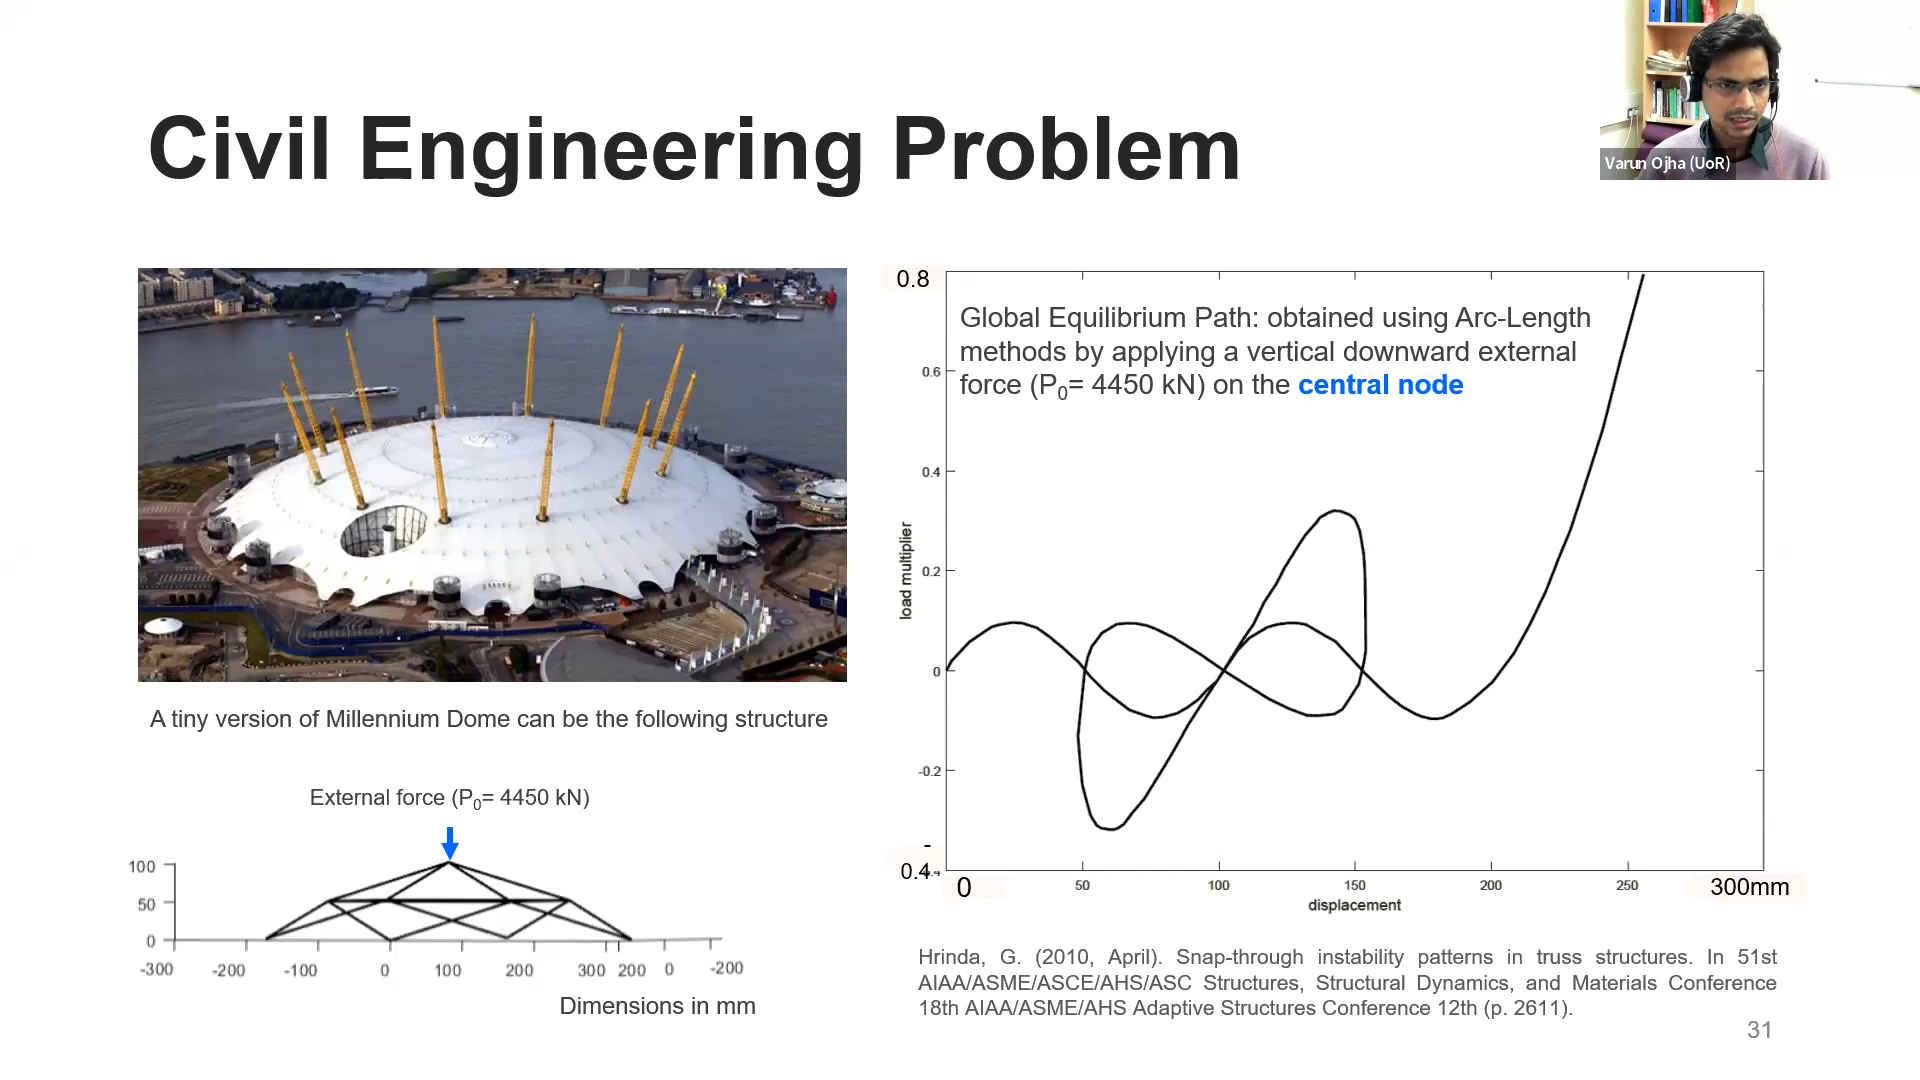 Civil Engineering Problem
Varun Ojha (UoR)
A tiny version of Millennium Dome can be the following structure
External force (P0= 4450 kN)
100
50
0
-300 -200 -100 0 100 200 300 200 0 -200
Dimensions in mm
0.8
Global Equilibrium Path: obtained using Arc-Length
methods by applying a vertical downward external
force (P0= 4450 kN) on the central node
0.6
0.4
0.2
0
-0.2
-
0.4
load multiplier
0 50 100 150 200 250 300mm
displacement
Hrinda, G. (2010, April). Snap-through instability patterns in truss structures. In 51st
AIAA/ASME/ASCE/AHS/ASC Structures, Structural Dynamics, and Materials Conference
18th AIAA/ASME/AHS Adaptive Structures Conference 12th (p. 2611).
31